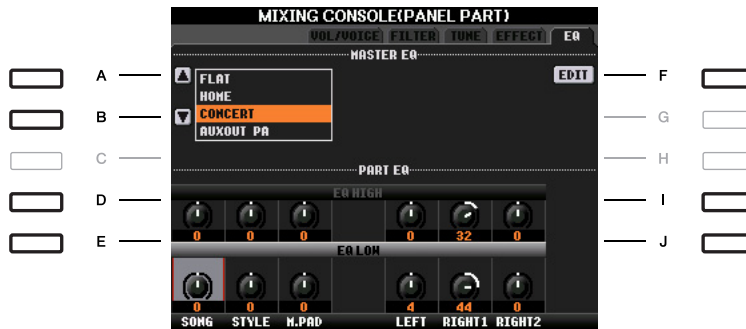 MIXING CONSOLE(PANEL PART)
VOL/VOICE FILTER TUNE EFFECT EQ
MASTER EQ
A FLAT EDIT F
HOME
B CONCERT G
AUXOUT PA
C H
PART EQ
EQ HIGH
D I
0 0 0 0 32 0
E EQ LOW J
0 0 0 4 44 0
SONG STYLE M.PAD LEFT RIGHT1 RIGHT2